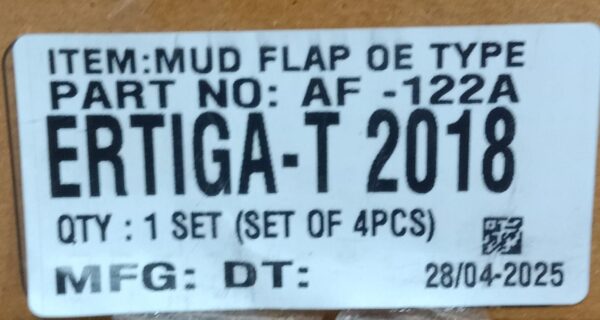 ITEM:MUD FLAP OE TYPE
PART NO: AF -122A
ERTIGA-T 2018
QTY : 1 SET (SET OF 4PCS)
MFG: DT: 28/04-2025